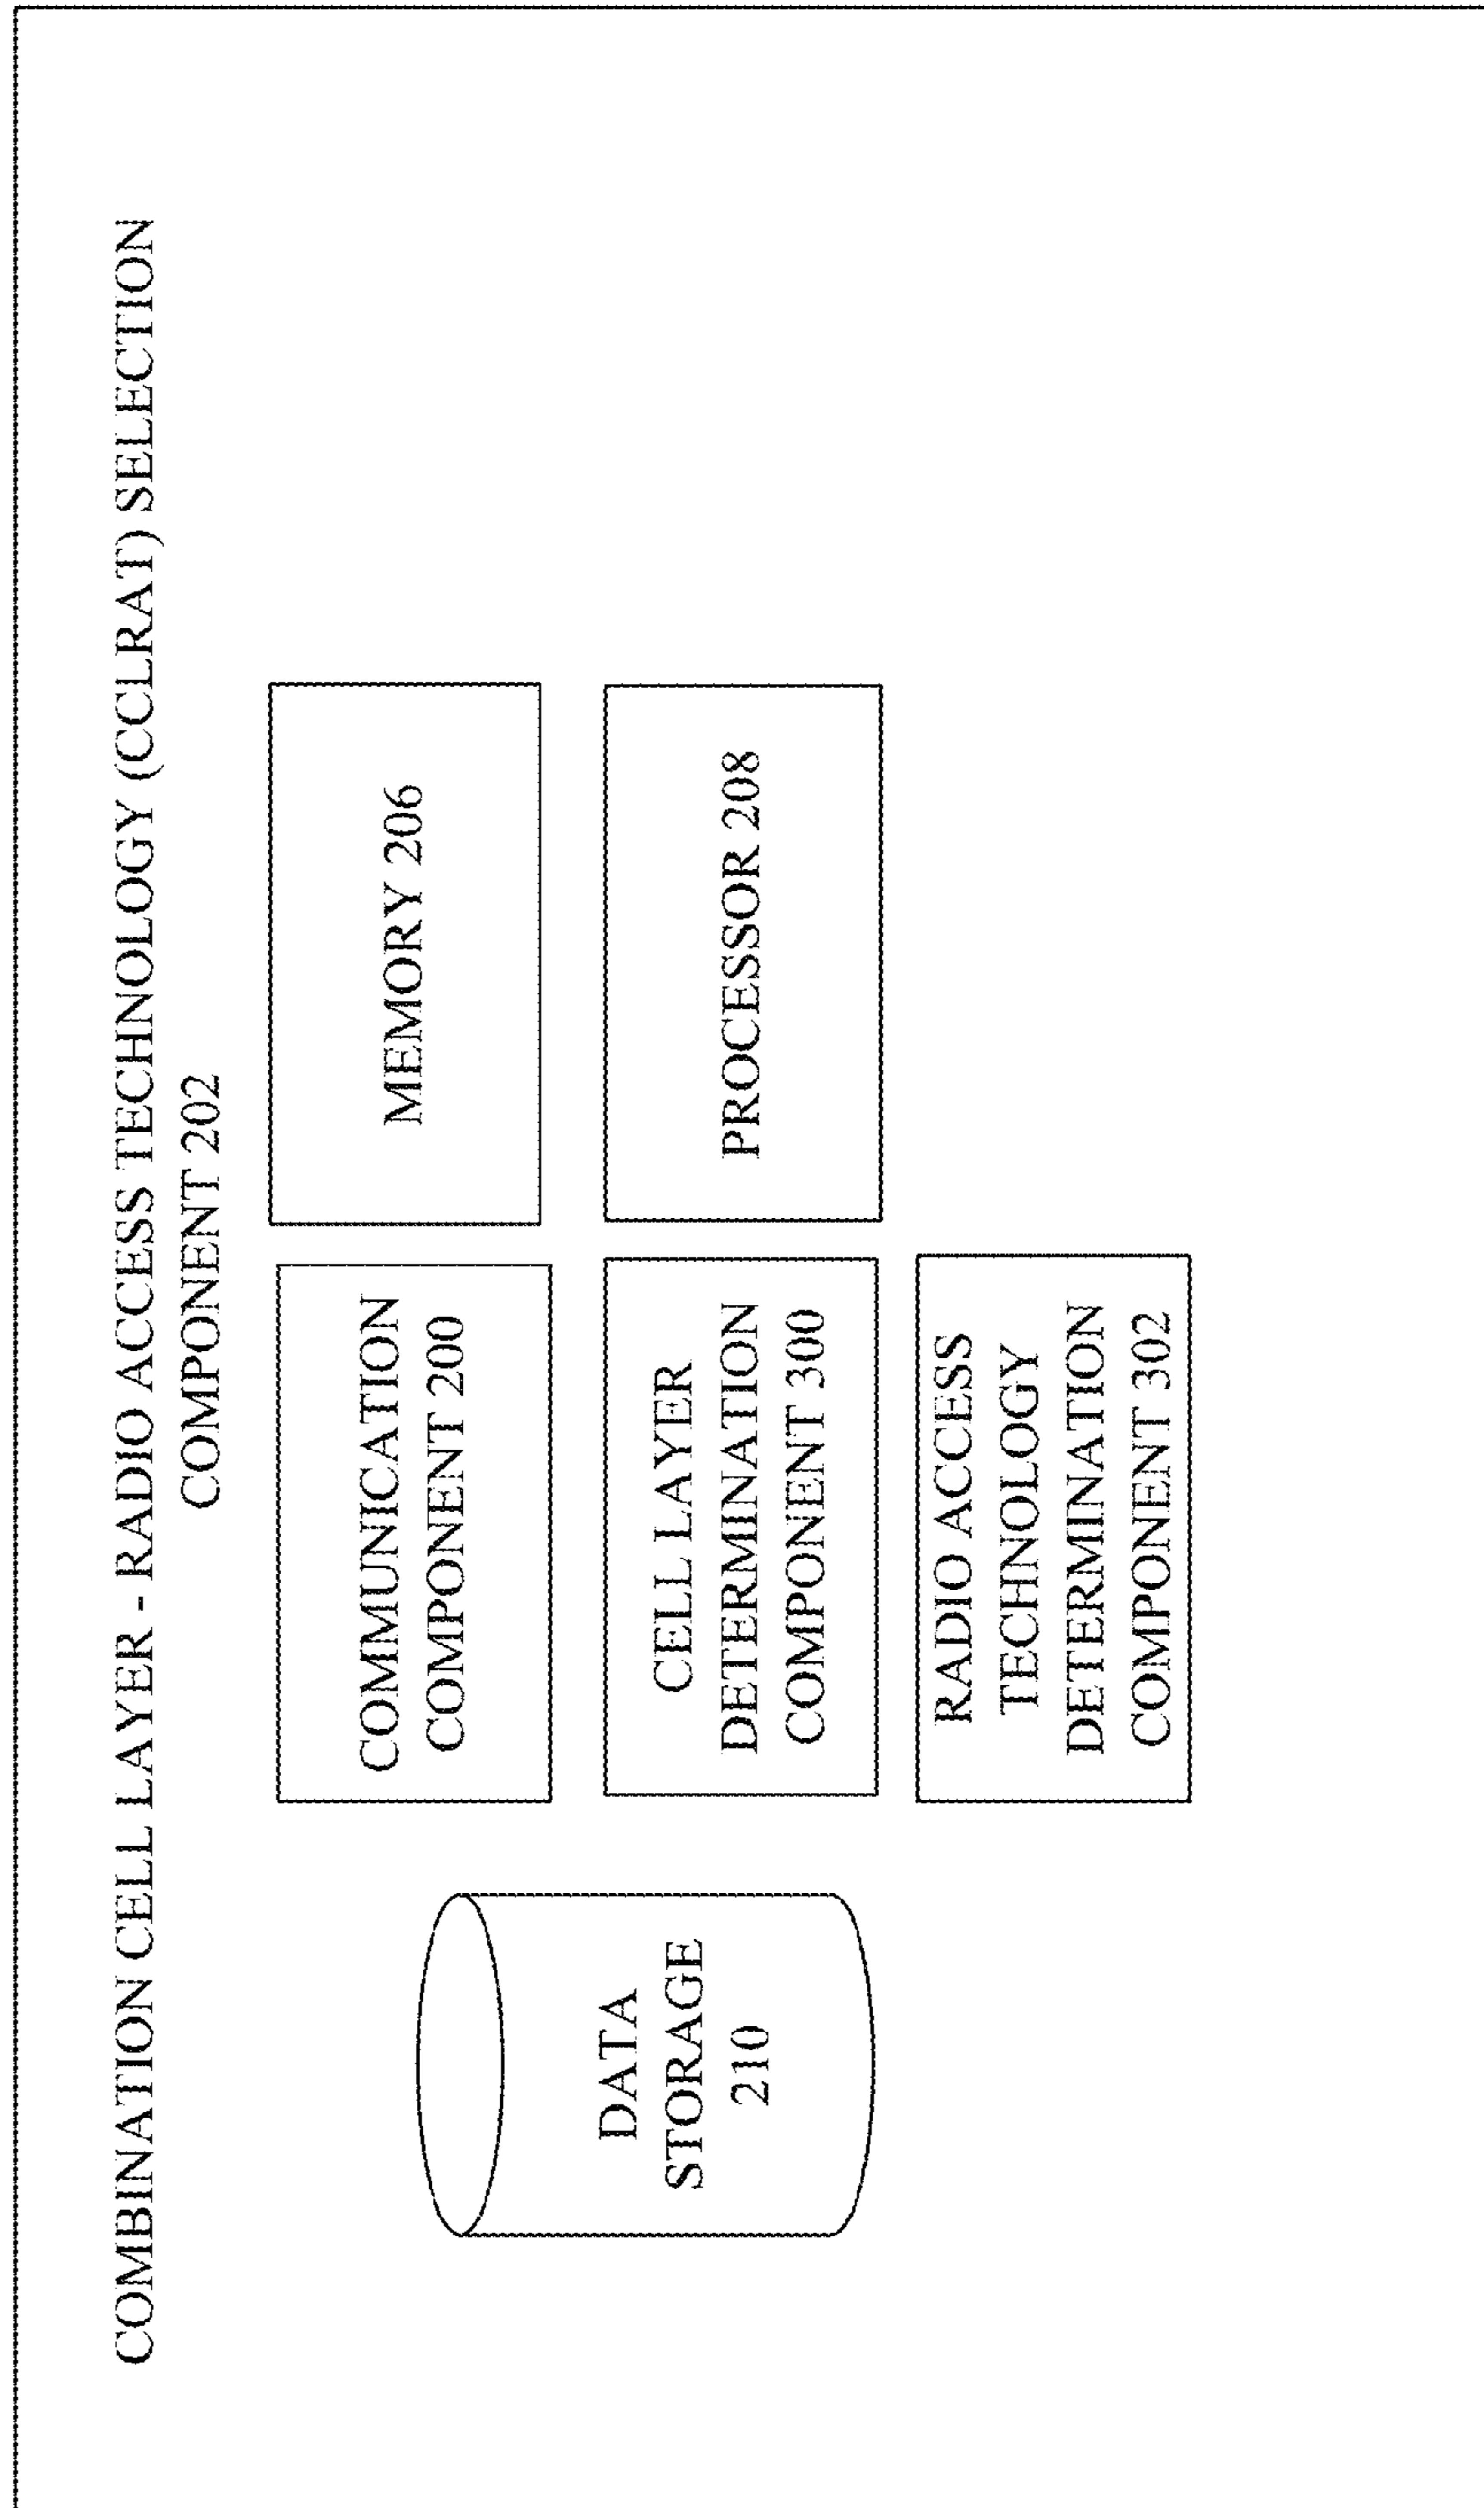 COMBINATION CELL LAYER - RADIO ACCESS TECHNOLOGY (CCLRAT) SELECTION
COMPONENT 202
DATA
STORAGE
210
COMMUNICATION
COMPONENT 200
MEMORY 206
CELL LAYER
DETERMINATION
COMPONENT 300
PROCESSOR 208
RADIO ACCESS
TECHNOLOGY
DETERMINATION
COMPONENT 302